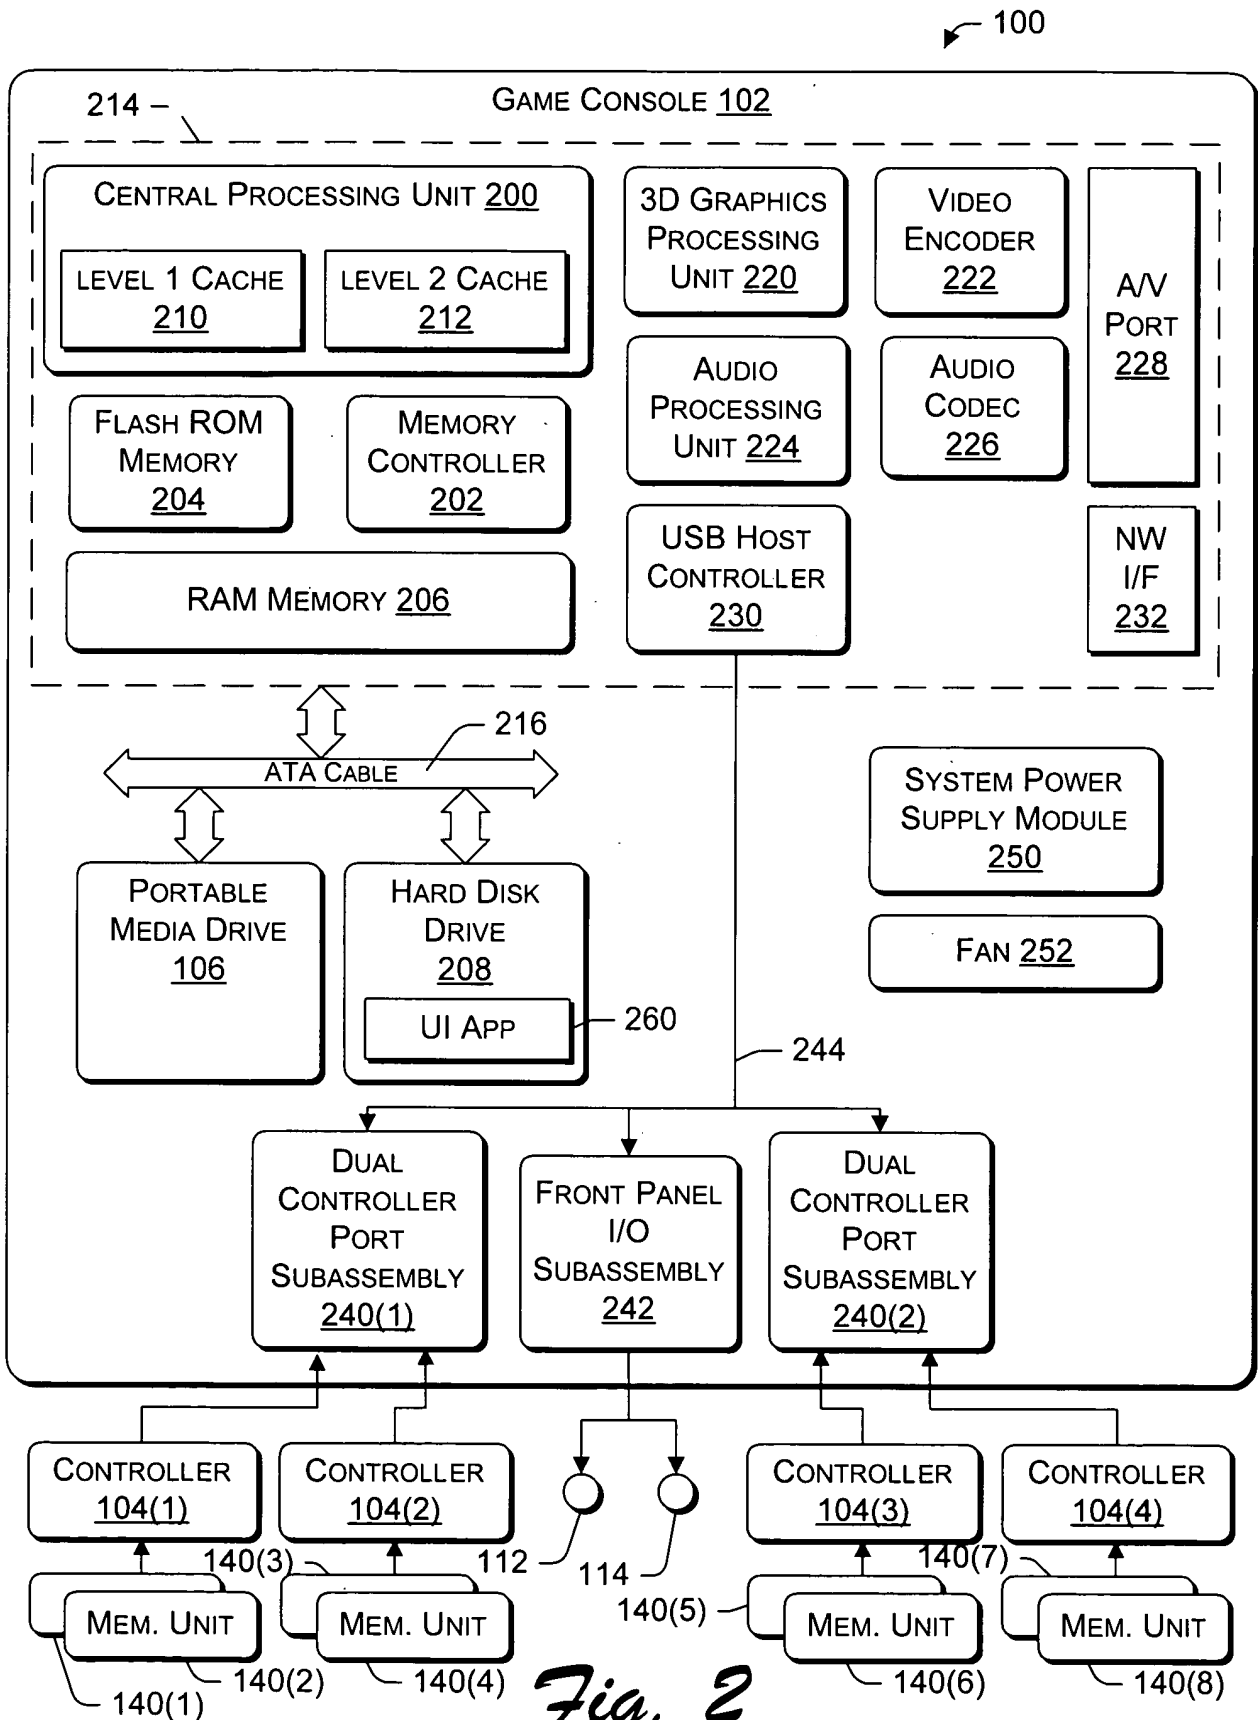 100
GAME CONSOLE 102
214
CENTRAL PROCESSING UNIT 200
LEVEL 1 CACHE
210
LEVEL 2 CACHE
212
3D GRAPHICS
PROCESSING
UNIT 220
VIDEO
ENCODER
222
A/V
PORT
228
FLASH ROM
MEMORY
204
MEMORY
CONTROLLER
202
AUDIO
PROCESSING
UNIT 224
AUDIO
CODEC
226
RAM MEMORY 206
USB HOST
CONTROLLER
230
NW
I/F
232
216
ATA CABLE
SYSTEM POWER
SUPPLY MODULE
250
PORTABLE
MEDIA DRIVE
106
HARD DISK
DRIVE
208
UI APP
260
FAN 252
244
DUAL
CONTROLLER
PORT
SUBASSEMBLY
240(1)
FRONT PANEL
I/O
SUBASSEMBLY
242
DUAL
CONTROLLER
PORT
SUBASSEMBLY
240(2)
CONTROLLER
104(1)
CONTROLLER
104(2)
CONTROLLER
104(3)
CONTROLLER
104(4)
112
114
140(3)
140(7)
140(5)
MEM. UNIT
MEM. UNIT
MEM. UNIT
MEM. UNIT
140(1)
140(2)
140(4)
140(6)
140(8)
Fig. 2